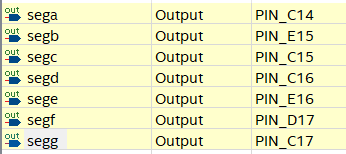 out sega Output PIN_C14
out segb Output PIN_E15
out segc Output PIN_C15
out segd Output PIN_C16
out sege Output PIN_E16
out segf Output PIN_D17
out segg Output PIN_C17